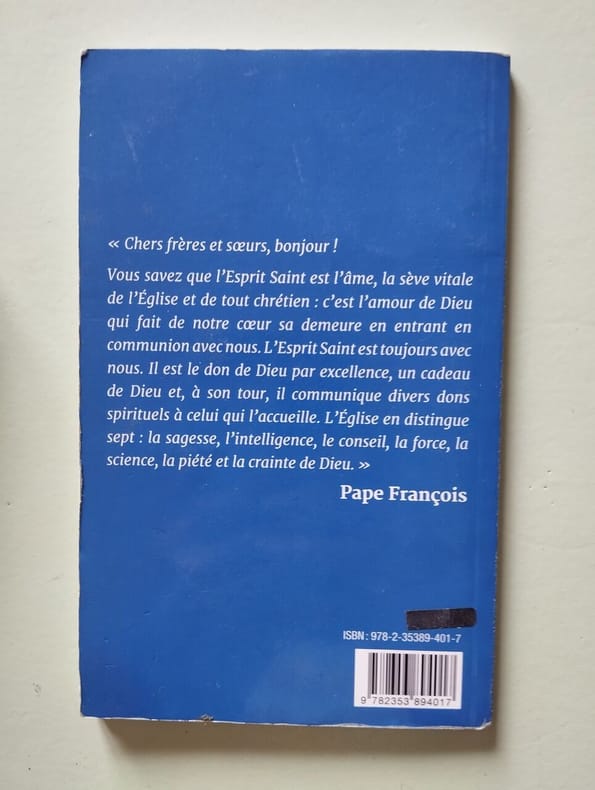 « Chers frères et sœurs, bonjour !
Vous savez que l'Esprit Saint est l'âme, la sève vitale
de l'Église et de tout chrétien : c'est l'amour de Dieu
qui fait de notre cœur sa demeure en entrant en
communion avec nous. L'Esprit Saint est toujours avec
nous. Il est le don de Dieu par excellence, un cadeau
de Dieu et, à son tour, il communique divers dons
spirituels à celui qui l'accueille. L'Église en distingue
sept : la sagesse, l'intelligence, le conseil, la force, la
science, la piété et la crainte de Dieu. »
Pape François
ISBN : 978-2-35389-401-7
9 782353 894017